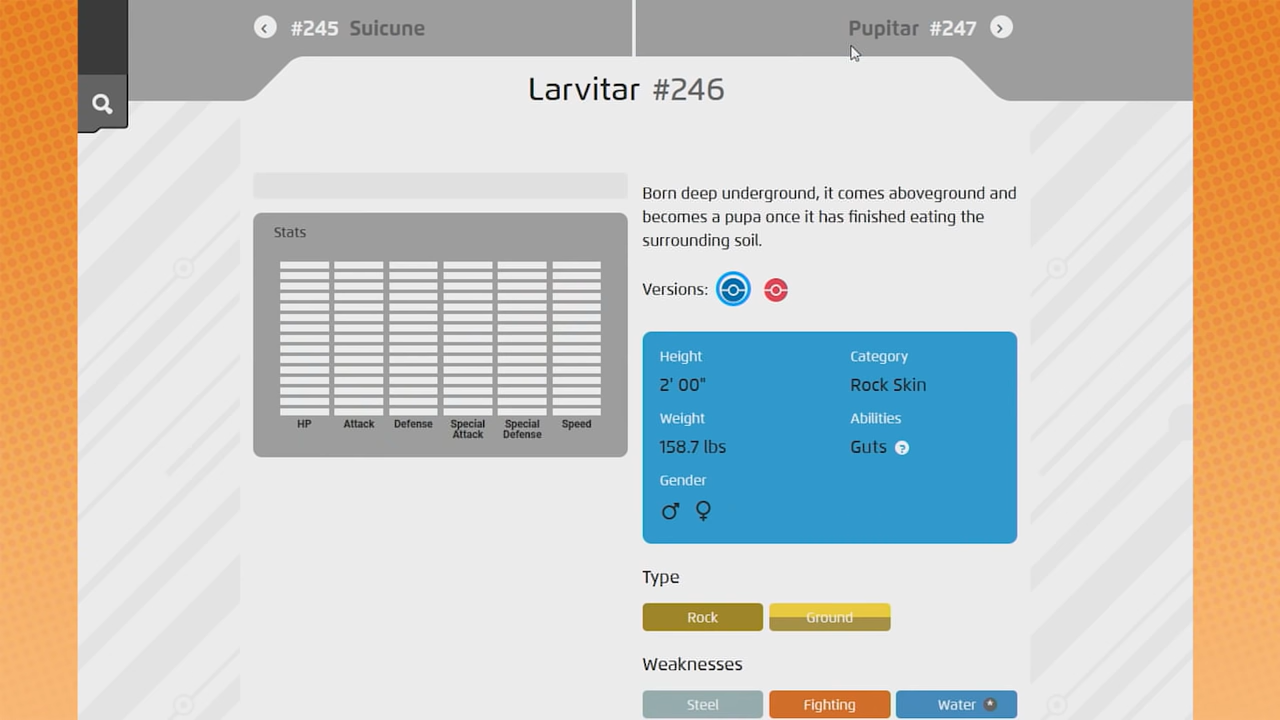 #245 Suicune
Pupitar #247
Larvitar #246
Born deep underground, it comes aboveground and
becomes a pupa once it has finished eating the
surrounding soil.
Versions:
Stats
HP
Attack
Defense
Special
Attack
Special
Defense
Speed
Height
2' 00"
Category
Rock Skin
Weight
158.7 lbs
Abilities
Guts ?
Gender
♂ ♀
Type
Rock
Ground
Weaknesses
Steel
Fighting
Water *